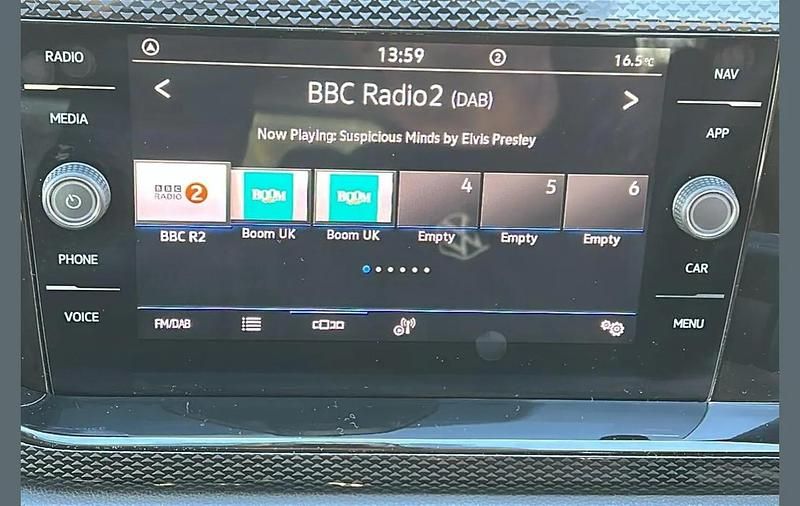 RADIO
MEDIA
PHONE
VOICE
13:59
2
16.5°C
< BBC Radio2 (DAB) >
Now Playing: Suspicious Minds by Elvis Presley
BBC RADIO 2
BOOM
BOOM
4
5
6
BBC R2
Boom UK
Boom UK
Empty
Empty
Empty
FM/DAB
NAV
APP
CAR
MENU